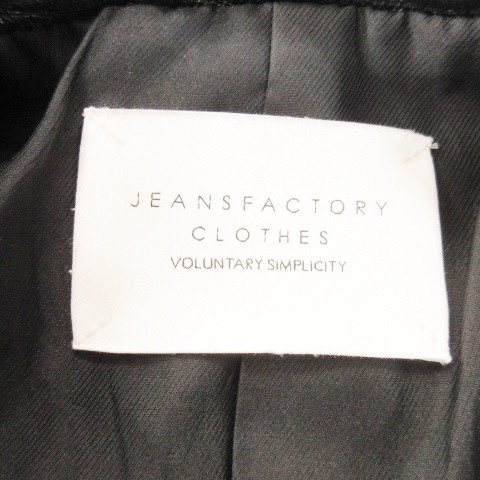 JEANSFACTORY
CLOTHES
VOLUNTARY SIMPLICITY